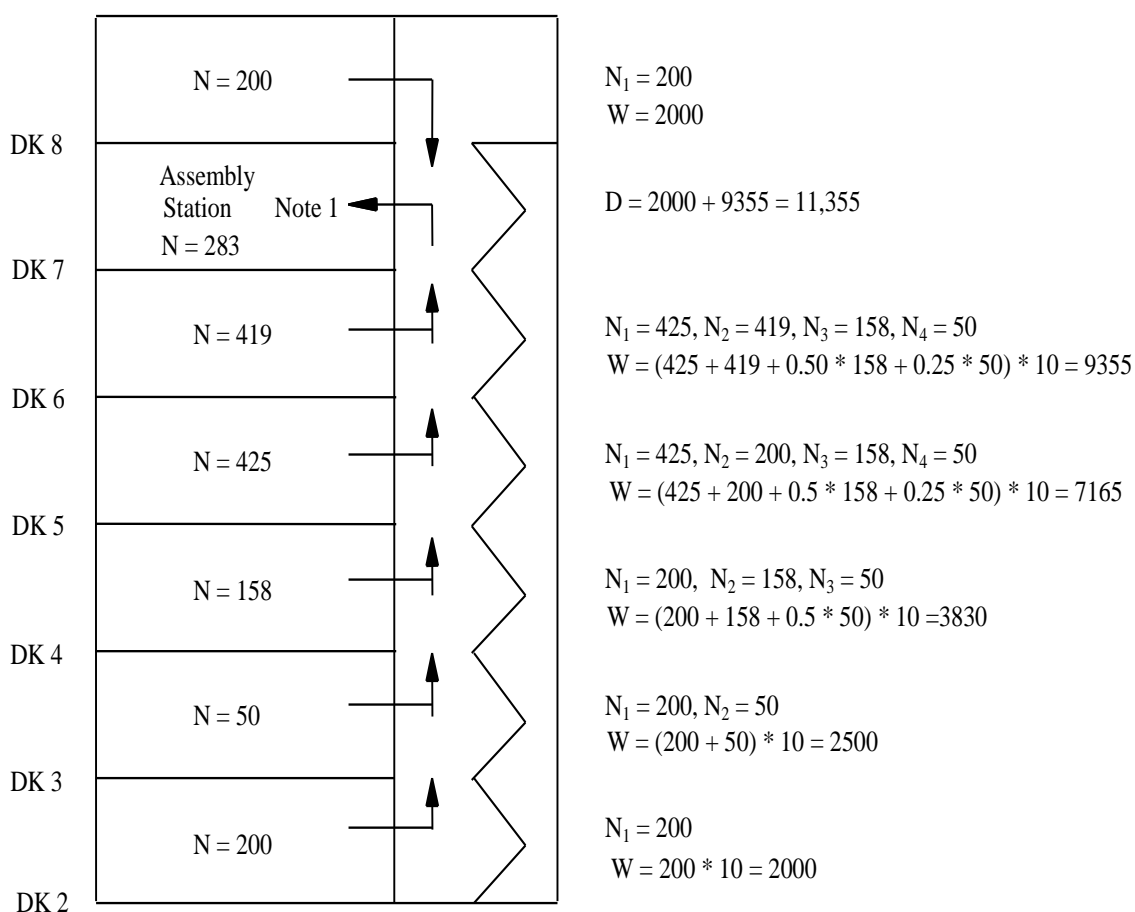 N = 200
N₁ = 200
W = 2000
DK 8
Assembly
Station Note 1
N = 283
D = 2000 + 9355 = 11,355
DK 7
N = 419
N₁ = 425, N₂ = 419, N₃ = 158, N₄ = 50
W = (425 + 419 + 0.50 * 158 + 0.25 * 50) * 10 = 9355
DK 6
N = 425
N₁ = 425, N₂ = 200, N₃ = 158, N₄ = 50
W = (425 + 200 + 0.5 * 158 + 0.25 * 50) * 10 = 7165
DK 5
N = 158
N₁ = 200, N₂ = 158, N₃ = 50
W = (200 + 158 + 0.5 * 50) * 10 =3830
DK 4
N = 50
N₁ = 200, N₂ = 50
W = (200 + 50) * 10 = 2500
DK 3
N = 200
N₁ = 200
W = 200 * 10 = 2000
DK 2